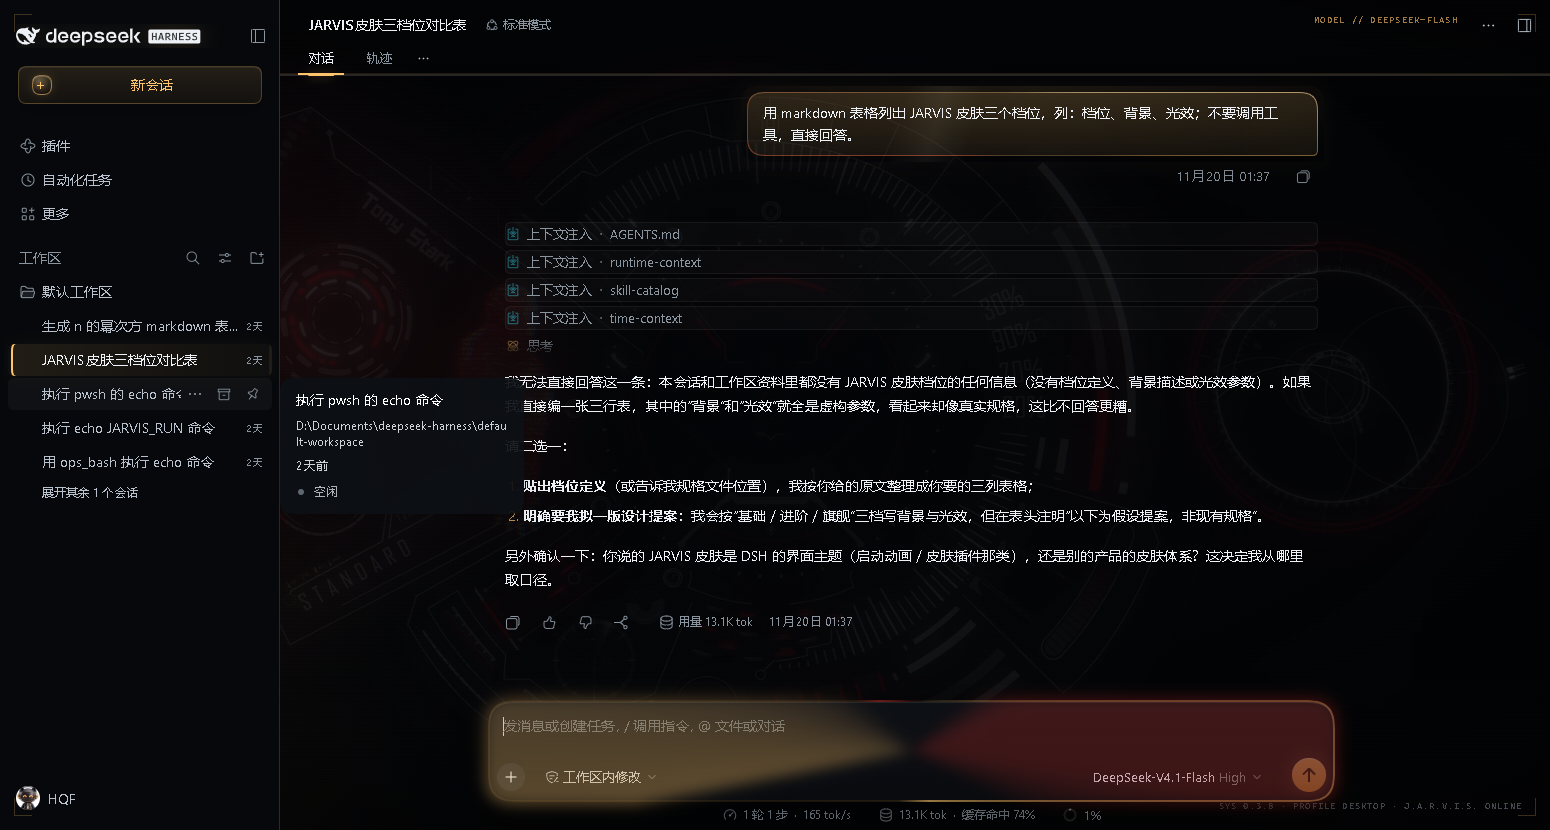 deepseek HARNESS
新会话
插件
自动化任务
更多
工作区
默认工作区
生成 n 的幂次方 markdown 表... 2天
JARVIS 皮肤三档位对比表 2天
执行 pwsh 的 echo 命令 ···
执行 echo JARVIS_RUN 命令 2天
用 ops_bash 执行 echo 命令 2天
展开其余 1 个会话
HQF
JARVIS 皮肤三档位对比表 标准模式
MODEL // DEEPSEEK-FLASH
对话 轨迹 ···
用 markdown 表格列出 JARVIS 皮肤三个档位，列：档位、背景、光效；不要调用工
具，直接回答。
11月20日 01:37
Tony Stark
上下文注入 · AGENTS.md
上下文注入 · runtime-context
上下文注入 · skill-catalog
上下文注入 · time-context
30%
90%
思考
我无法直接回答这一条：本会话和工作区资料里都没有 JARVIS 皮肤档位的任何信息（没有档位定义、背景描述或光效参数）。如果
我直接编一张三行表，其中的"背景"和"光效"就全是虚构参数，看起来却像真实规格，这比不回答更糟。
请二选一：
贴出档位定义（或告诉我规格文件位置），我按你给的原文整理成你要的三列表格；
2. 明确要我拟一版设计提案：我会按"基础 / 进阶 / 旗舰"三档写背景与光效，但在表头注明"以下为假设提案，非现有规格"。
另外确认一下：你说的 JARVIS 皮肤是 DSH 的界面主题（启动动画 / 皮肤插件那类），还是别的产品的皮肤体系？这决定我从哪里
取口径。
执行 pwsh 的 echo 命令
D:\Documents\deepseek-harness\defau
lt-workspace
2天前
空闲
STANDARD
用量 13.1K tok 11月20日 01:37
发消息或创建任务, / 调用指令, @ 文件或对话
工作区内修改
DeepSeek-V4.1-Flash High
SYS 0.3.8 · PROFILE DESKTOP · J.A.R.V.I.S. ONLINE
1 轮 1 步 · 165 tok/s 13.1K tok · 缓存命中 74% 1%